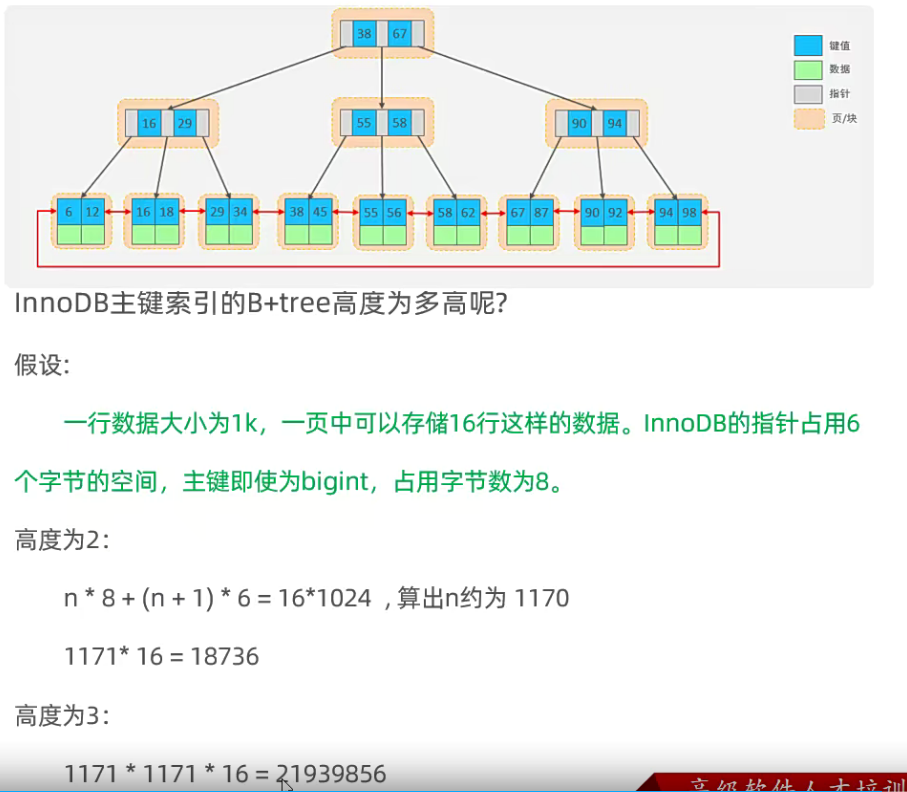 38 67
键值
数据
指针
页/块
16 29
55 58
90 94
6 12 16 18 29 34 38 45 55 56 58 62 67 87 90 92 94 98
InnoDB主键索引的B+tree高度为多高呢?
假设:
一行数据大小为1k，一页中可以存储16行这样的数据。InnoDB的指针占用6
个字节的空间，主键即使为bigint，占用字节数为8。
高度为2：
n * 8 + (n + 1) * 6 = 16*1024 , 算出n约为 1170
1171* 16 = 18736
高度为3：
1171 * 1171 * 16 = 21939856
高级软件人才培训